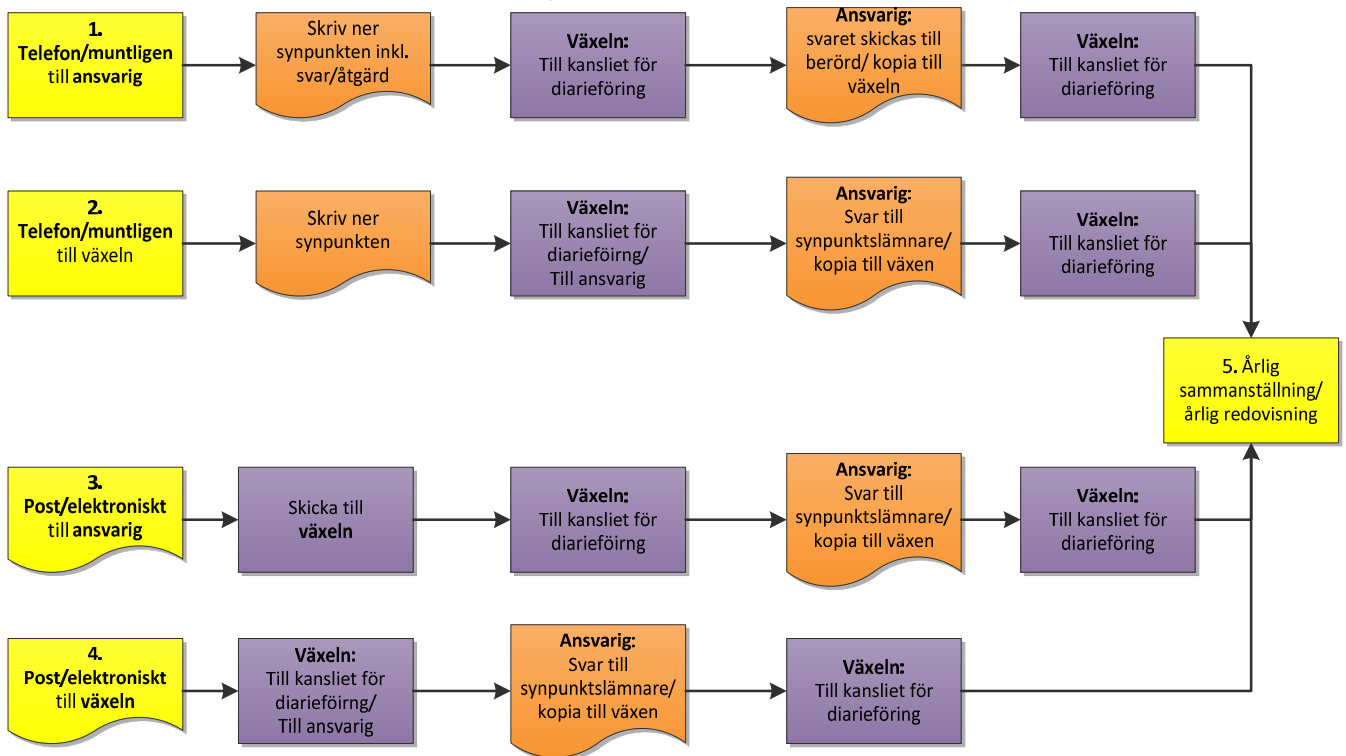 1.
Telefon/muntligen
till ansvarig
Skriv ner
synpunkten inkl.
svar/åtgärd
Växeln:
Till kansliet för
diarieföring
Ansvarig:
svaret skickas till
berörd/ kopia till
växeln
Växeln:
Till kansliet för
diarieföring
2.
Telefon/muntligen
till växeln
Skriv ner
synpunkten
Växeln:
Till kansliet för
diarieföirng/
Till ansvarig
Ansvarig:
Svar till
synpunktslämnare/
kopia till växen
Växeln:
Till kansliet för
diarieföring
5. Årlig
sammanställning/
årlig redovisning
3.
Post/elektroniskt
till ansvarig
Skicka till
växeln
Växeln:
Till kansliet för
diarieföirng
Ansvarig:
Svar till
synpunktslämnare/
kopia till växen
Växeln:
Till kansliet för
diarieföring
4.
Post/elektroniskt
till växeln
Växeln:
Till kansliet för
diarieföirng/
Till ansvarig
Ansvarig:
Svar till
synpunktslämnare/
kopia till växen
Växeln:
Till kansliet för
diarieföring